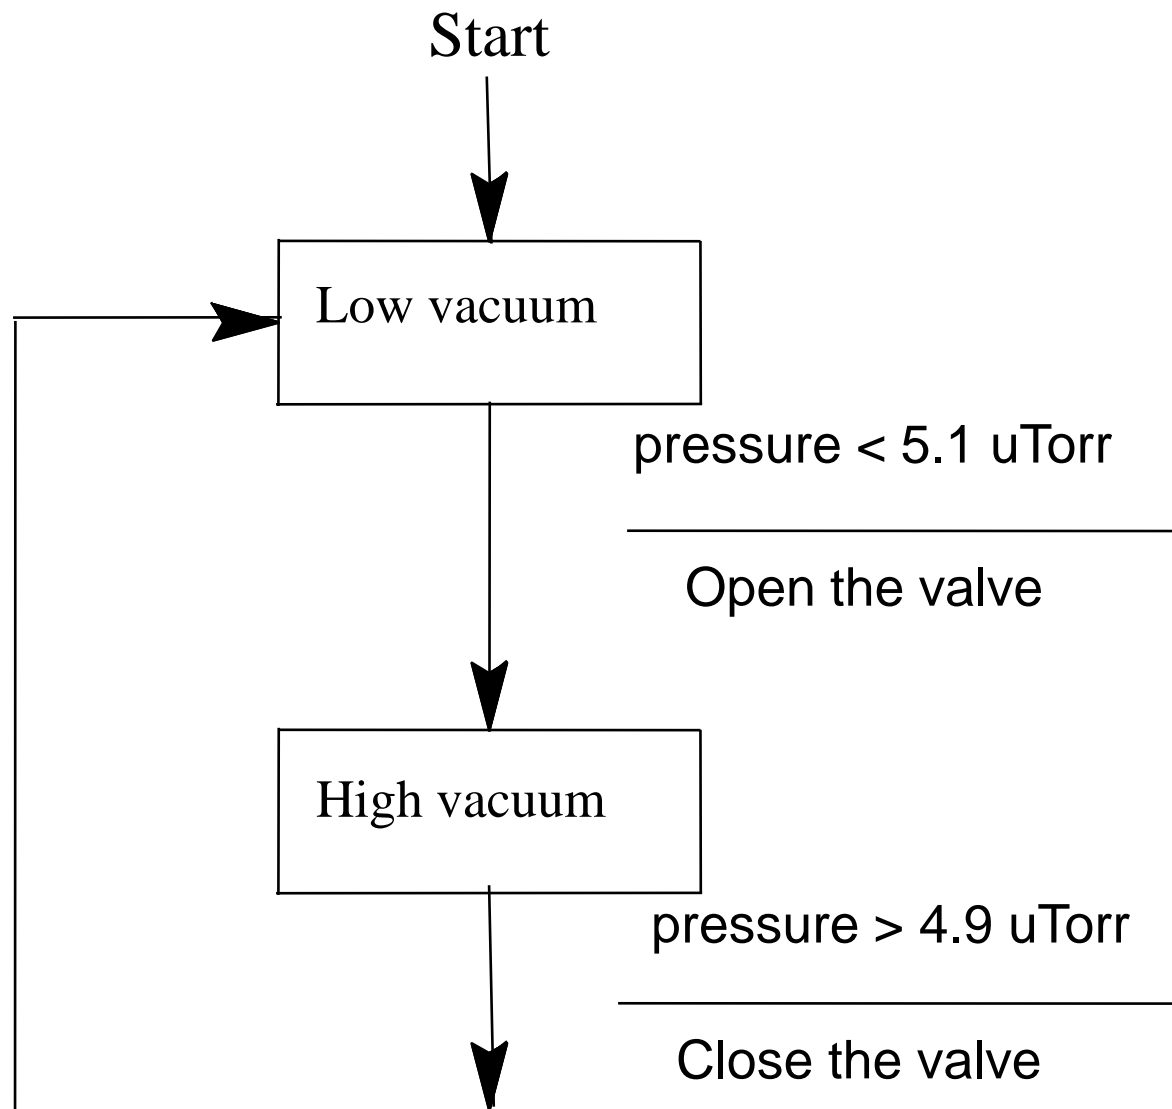 Start
Low vacuum
pressure < 5.1 uTorr
Open the valve
High vacuum
pressure > 4.9 uTorr
Close the valve